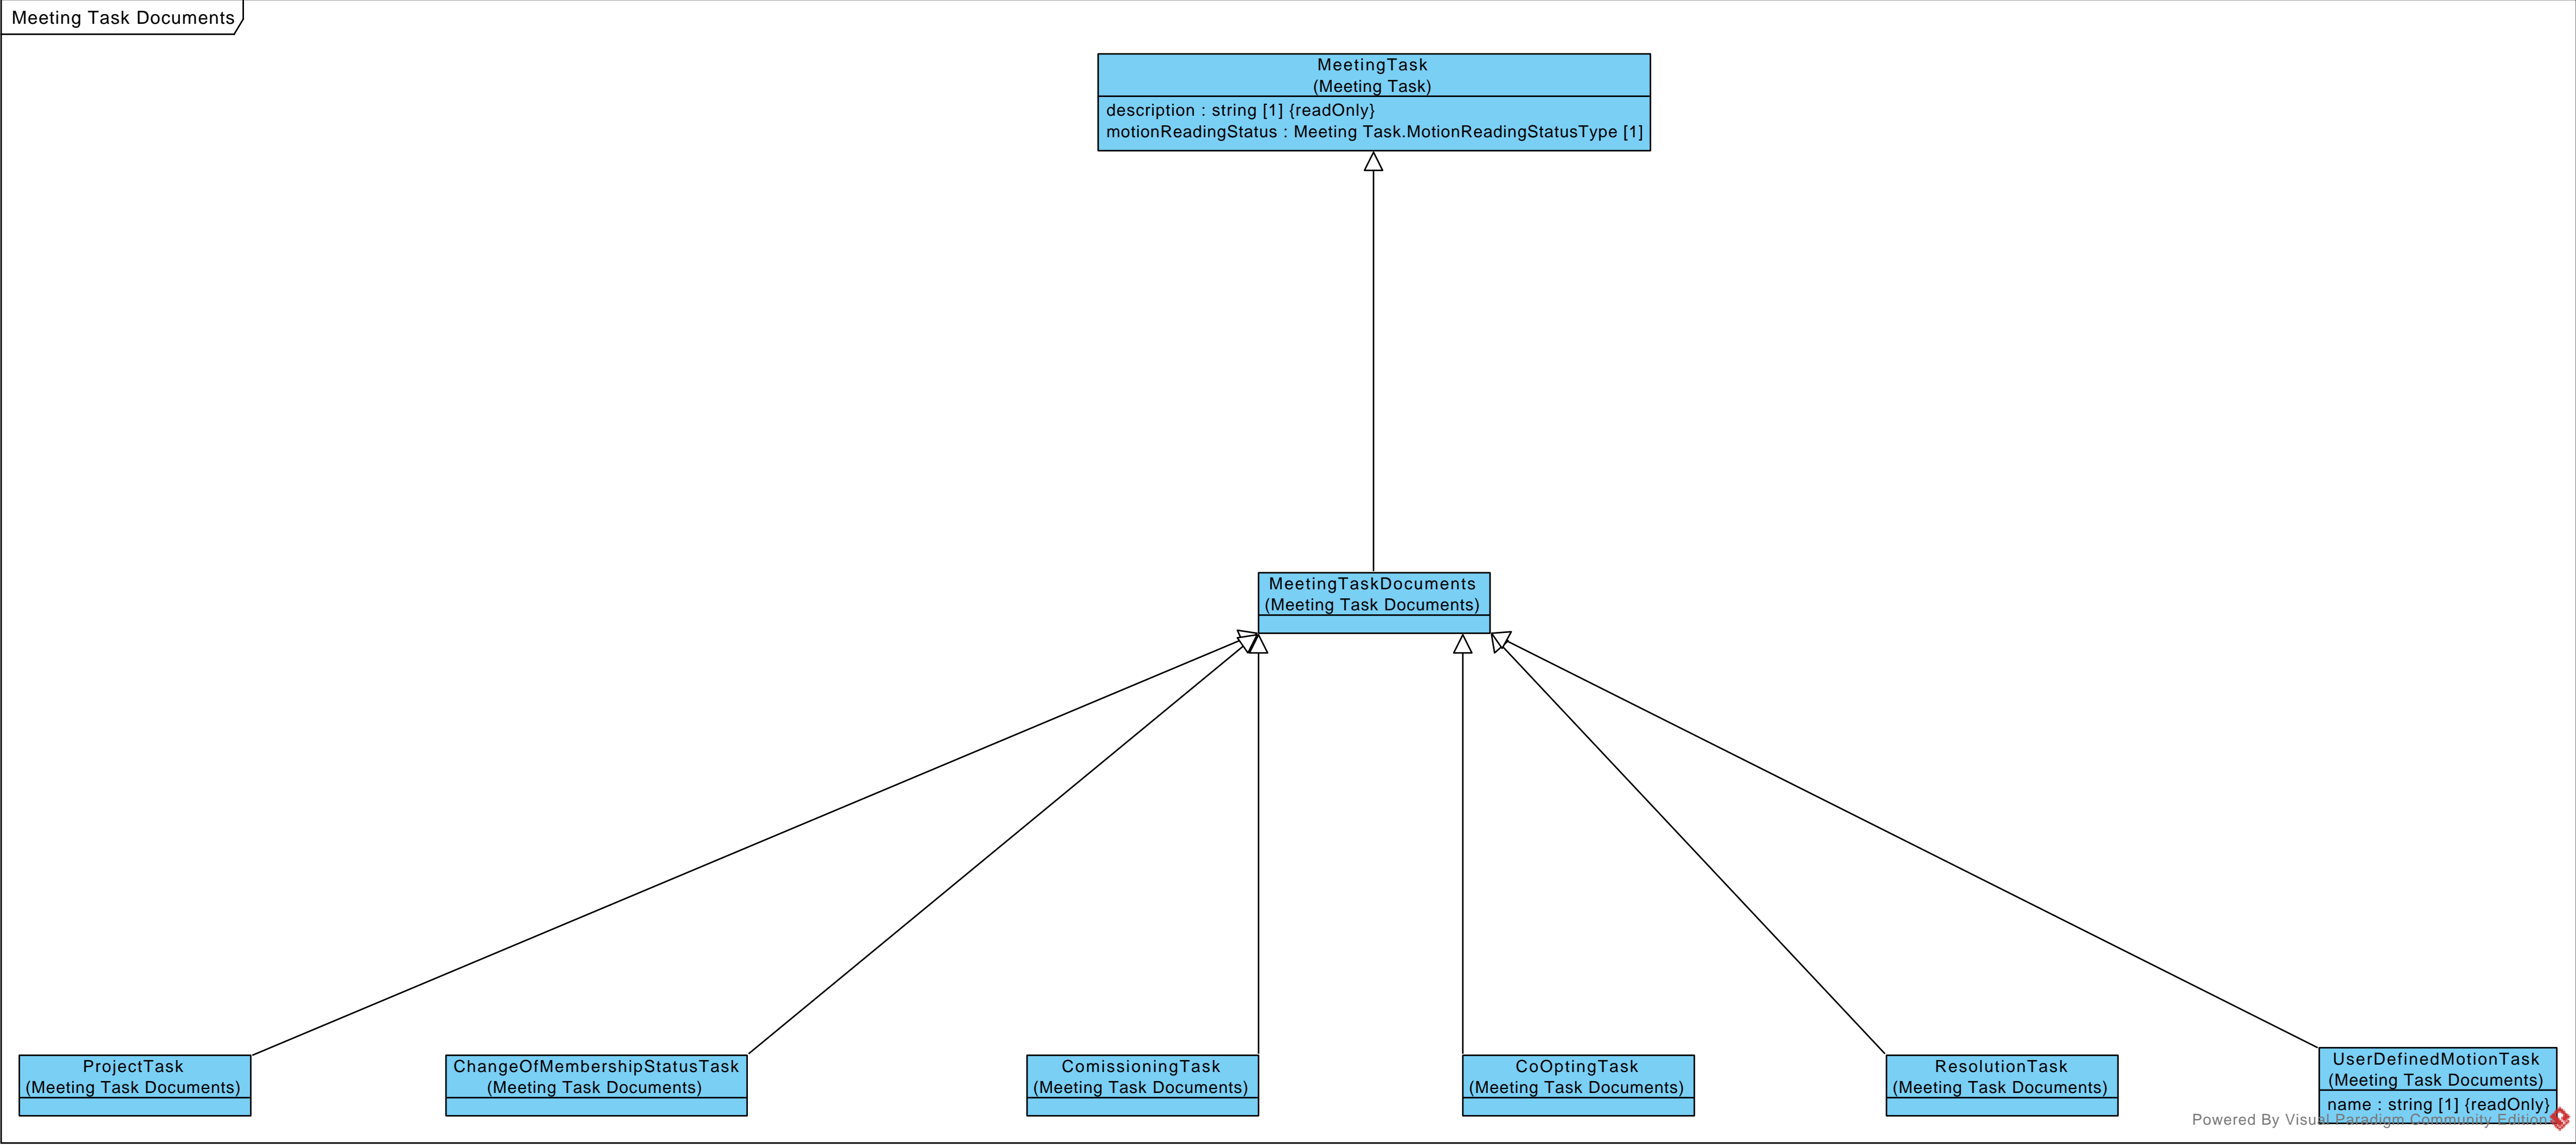 Meeting Task Documents
MeetingTask
(Meeting Task)
description : string [1] {readOnly}
motionReadingStatus : Meeting Task.MotionReadingStatusType [1]
MeetingTaskDocuments
(Meeting Task Documents)
ProjectTask
(Meeting Task Documents)
ChangeOfMembershipStatusTask
(Meeting Task Documents)
ComissioningTask
(Meeting Task Documents)
CoOptingTask
(Meeting Task Documents)
ResolutionTask
(Meeting Task Documents)
UserDefinedMotionTask
(Meeting Task Documents)
name : string [1] {readOnly}
Powered By Visual Paradigm Community Edition